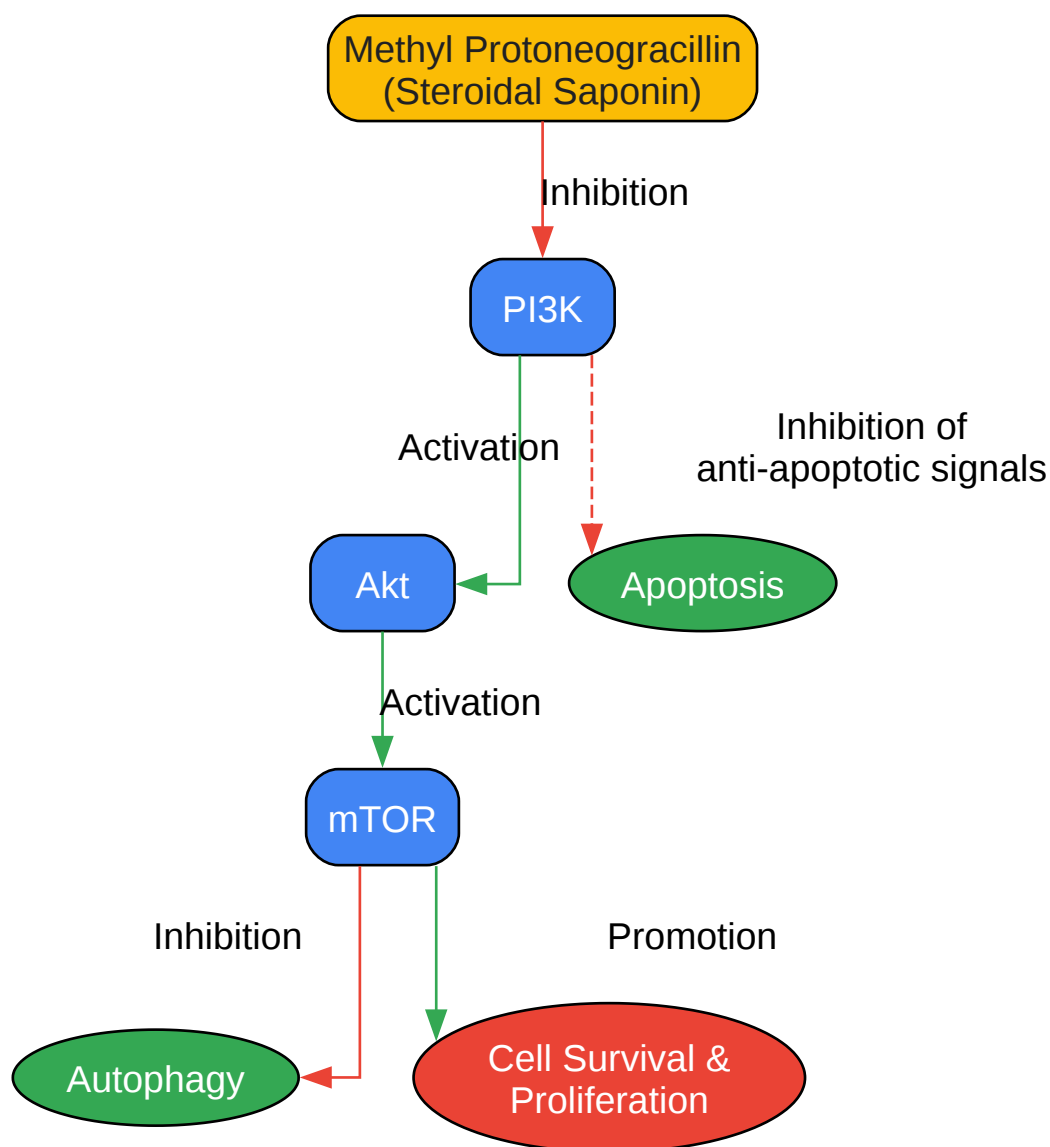 Methyl Protoneogracillin
(Steroidal Saponin)
Inhibition
PI3K
Activation
Inhibition of
anti-apoptotic signals
Akt
Apoptosis
Activation
mTOR
Inhibition
Promotion
Autophagy
Cell Survival &
Proliferation